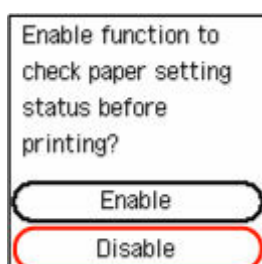 Enable function to
check paper setting
status before
printing?
Enable
Disable